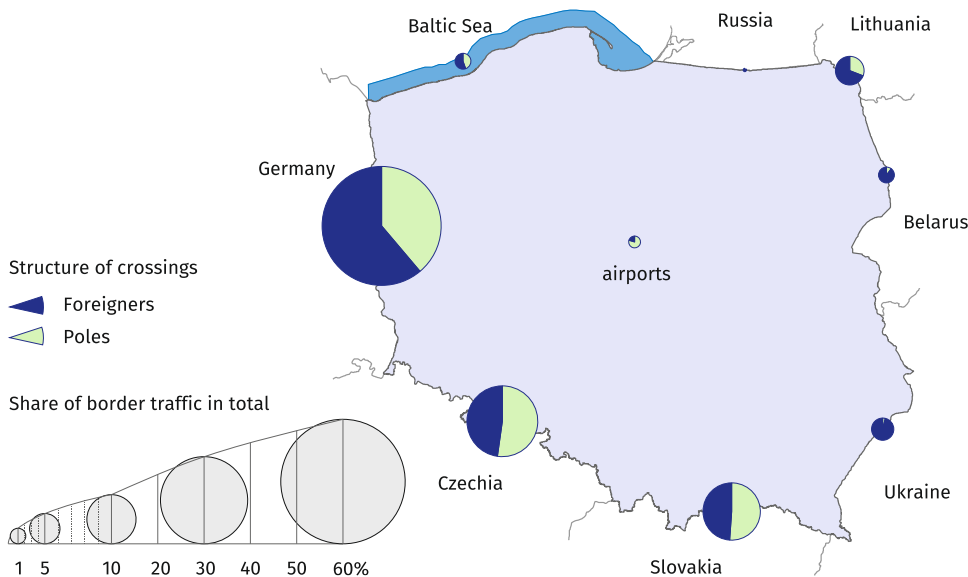 Baltic Sea
Russia
Lithuania
Germany
Belarus
airports
Structure of crossings
Foreigners
Poles
Share of border traffic in total
Czechia
Ukraine
Slovakia
1 5 10 20 30 40 50 60%